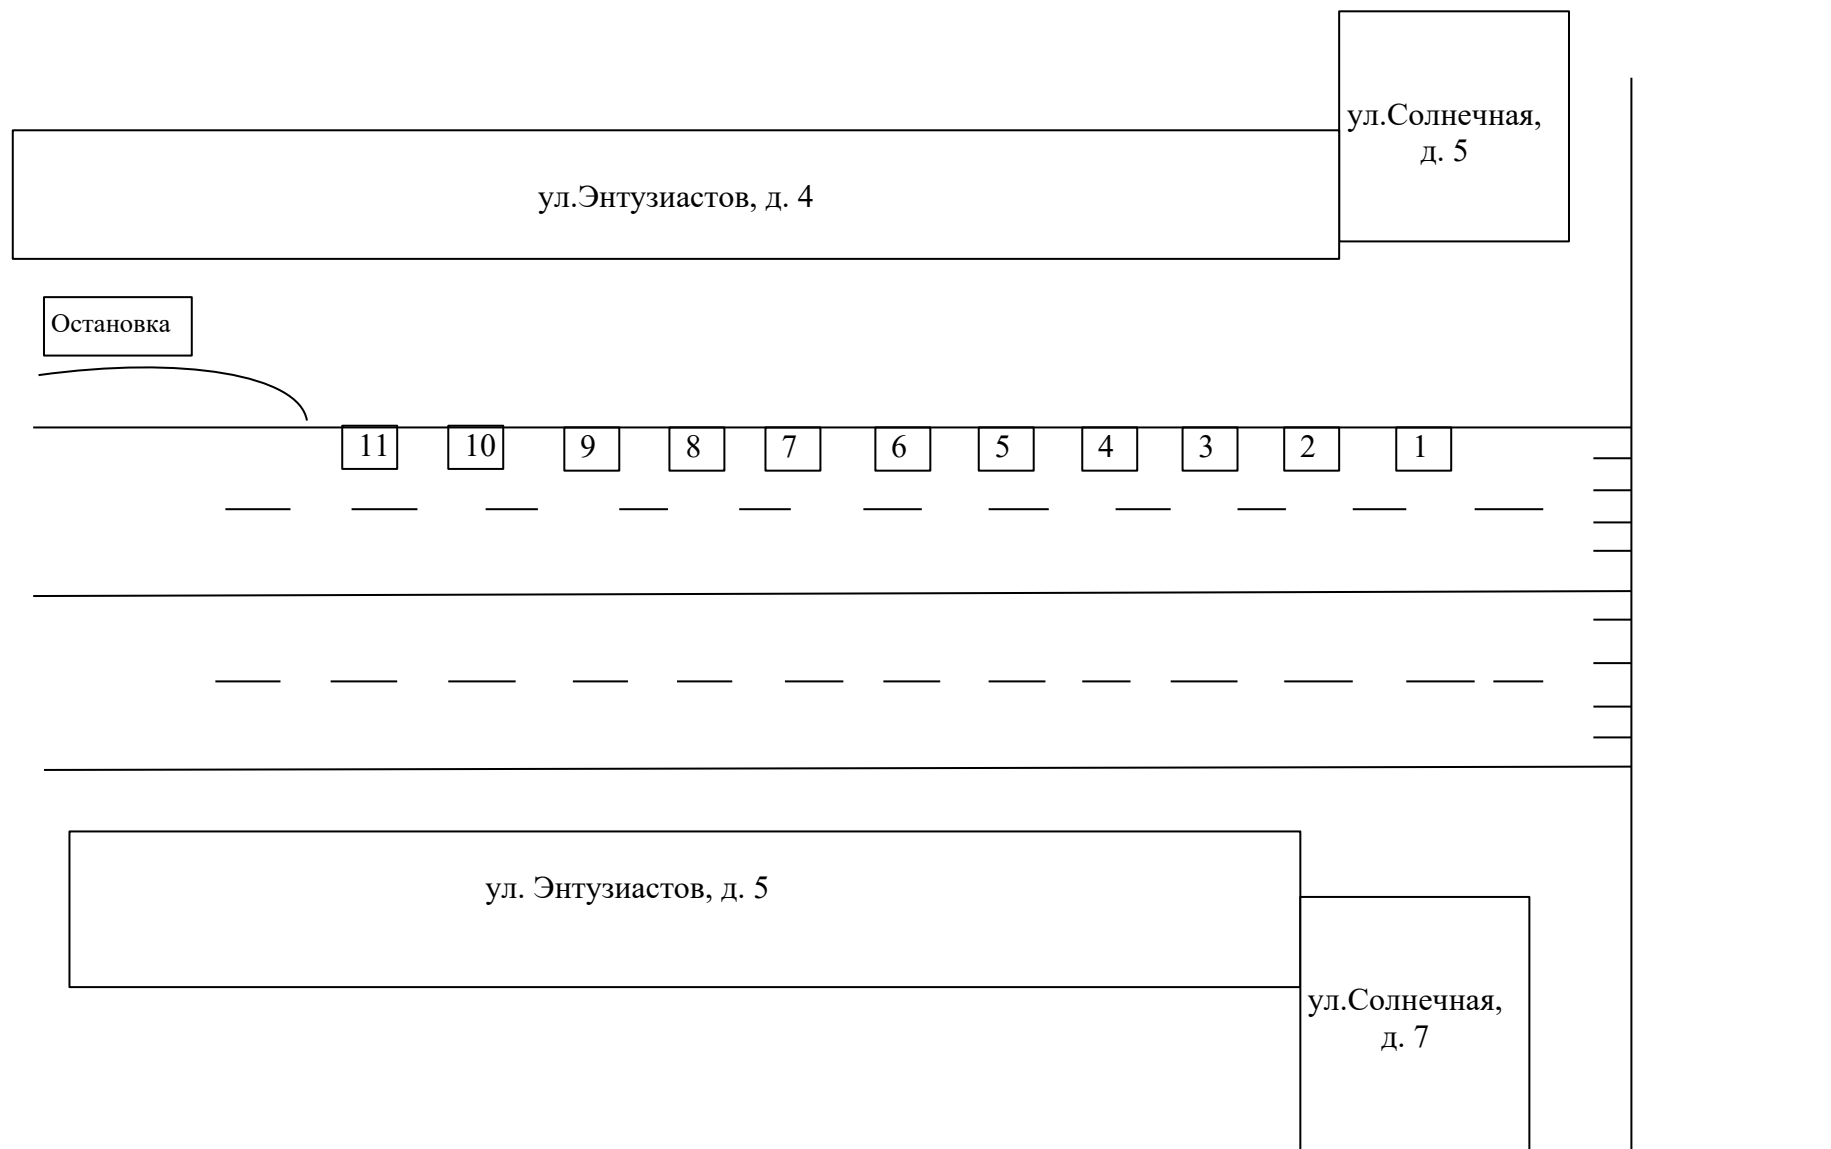 ул.Солнечная,
д. 5
ул.Энтузиастов, д. 4
Остановка
11 10 9 8 7 6 5 4 3 2 1
ул. Энтузиастов, д. 5
ул.Солнечная,
д. 7